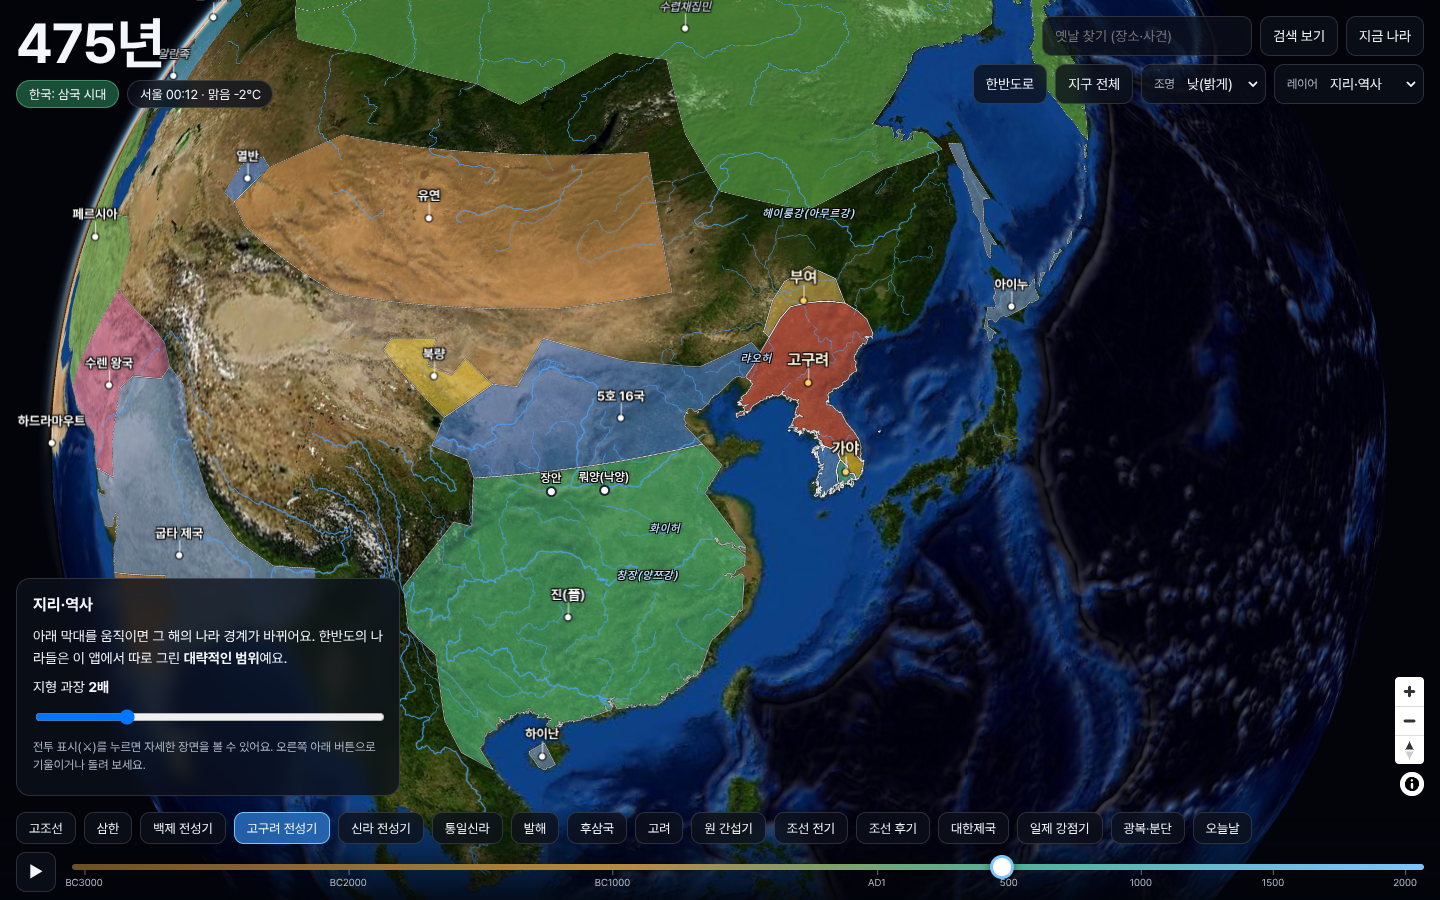 475년
한국: 삼국 시대
서울 00:12 · 맑음 -2°C
옛날 찾기 (장소·사건)
검색 보기
지금 나라
한반도로
지구 전체
조명 낮(밝게)
레이어 지리·역사
수렵채집민
알란족
열반
유연
헤이룽강(아무르강)
페르시아
부여
아이누
수렌 왕국
북량
랴오허
고구려
5호 16국
하드라마우트
가야
장안
뤄양(낙양)
굽타 제국
화이허
창장(양쯔강)
진(晉)
하이난
지리·역사
아래 막대를 움직이면 그 해의 나라 경계가 바뀌어요. 한반도의 나
라들은 이 앱에서 따로 그린 대략적인 범위예요.
지형 과장 2배
전투 표시(⚔)를 누르면 자세한 장면을 볼 수 있어요. 오른쪽 아래 버튼으로
기울이거나 돌려 보세요.
고조선
삼한
백제 전성기
고구려 전성기
신라 전성기
통일신라
발해
후삼국
고려
원 간섭기
조선 전기
조선 후기
대한제국
일제 강점기
광복·분단
오늘날
BC3000
BC2000
BC1000
AD1
500
1000
1500
2000